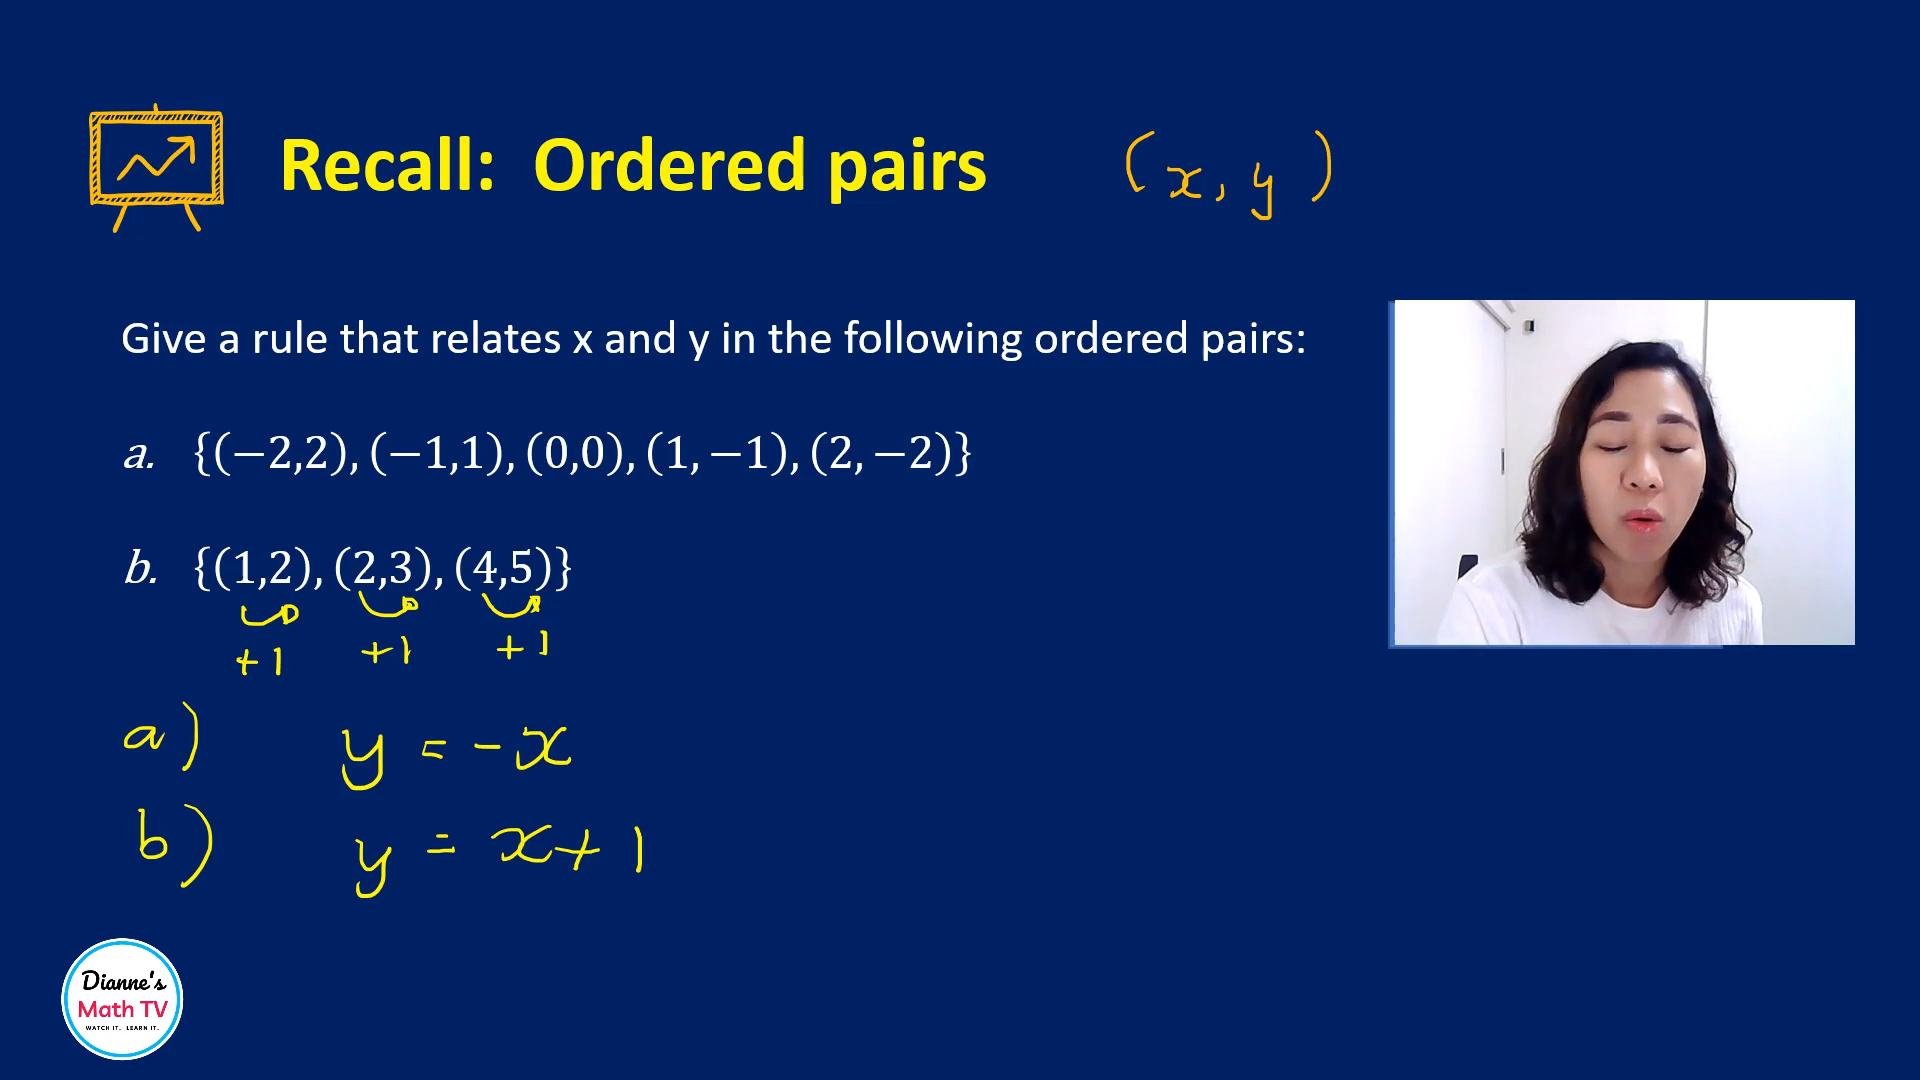 Recall: Ordered pairs (x, y)
Give a rule that relates x and y in the following ordered pairs:
a. {(−2,2), (−1,1), (0,0), (1, −1), (2, −2)}
b. {(1,2), (2,3), (4,5)}
+1 +1 +1
a) y = -x
b) y = x + 1
Dianne's
Math TV
WATCH IT. LEARN IT.